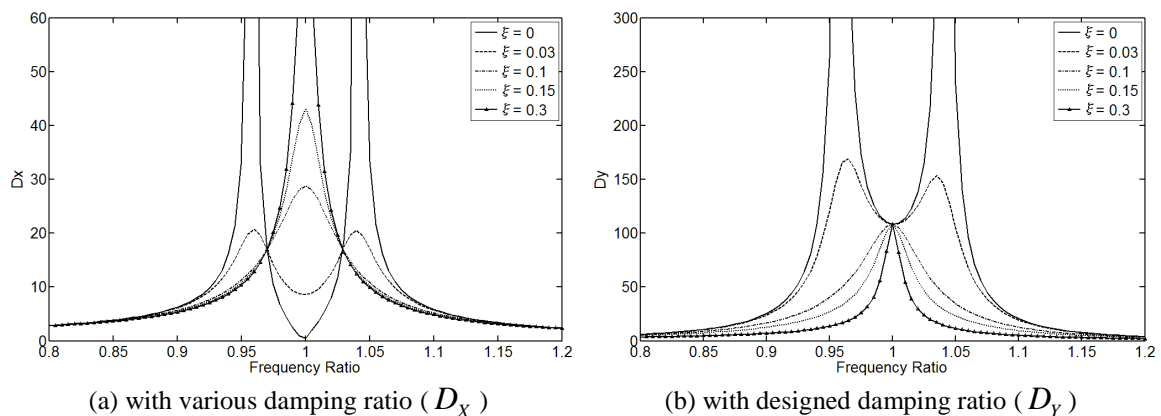 60
50
40
30
20
10
0
Dx
0.8 0.85 0.9 0.95 1 1.05 1.1 1.15 1.2
Frequency Ratio
ξ = 0
ξ = 0.03
ξ = 0.1
ξ = 0.15
ξ = 0.3
(a) with various damping ratio ( D_X )
300
250
200
150
100
50
0
Dy
0.8 0.85 0.9 0.95 1 1.05 1.1 1.15 1.2
Frequency Ratio
ξ = 0
ξ = 0.03
ξ = 0.1
ξ = 0.15
ξ = 0.3
(b) with designed damping ratio ( D_Y )